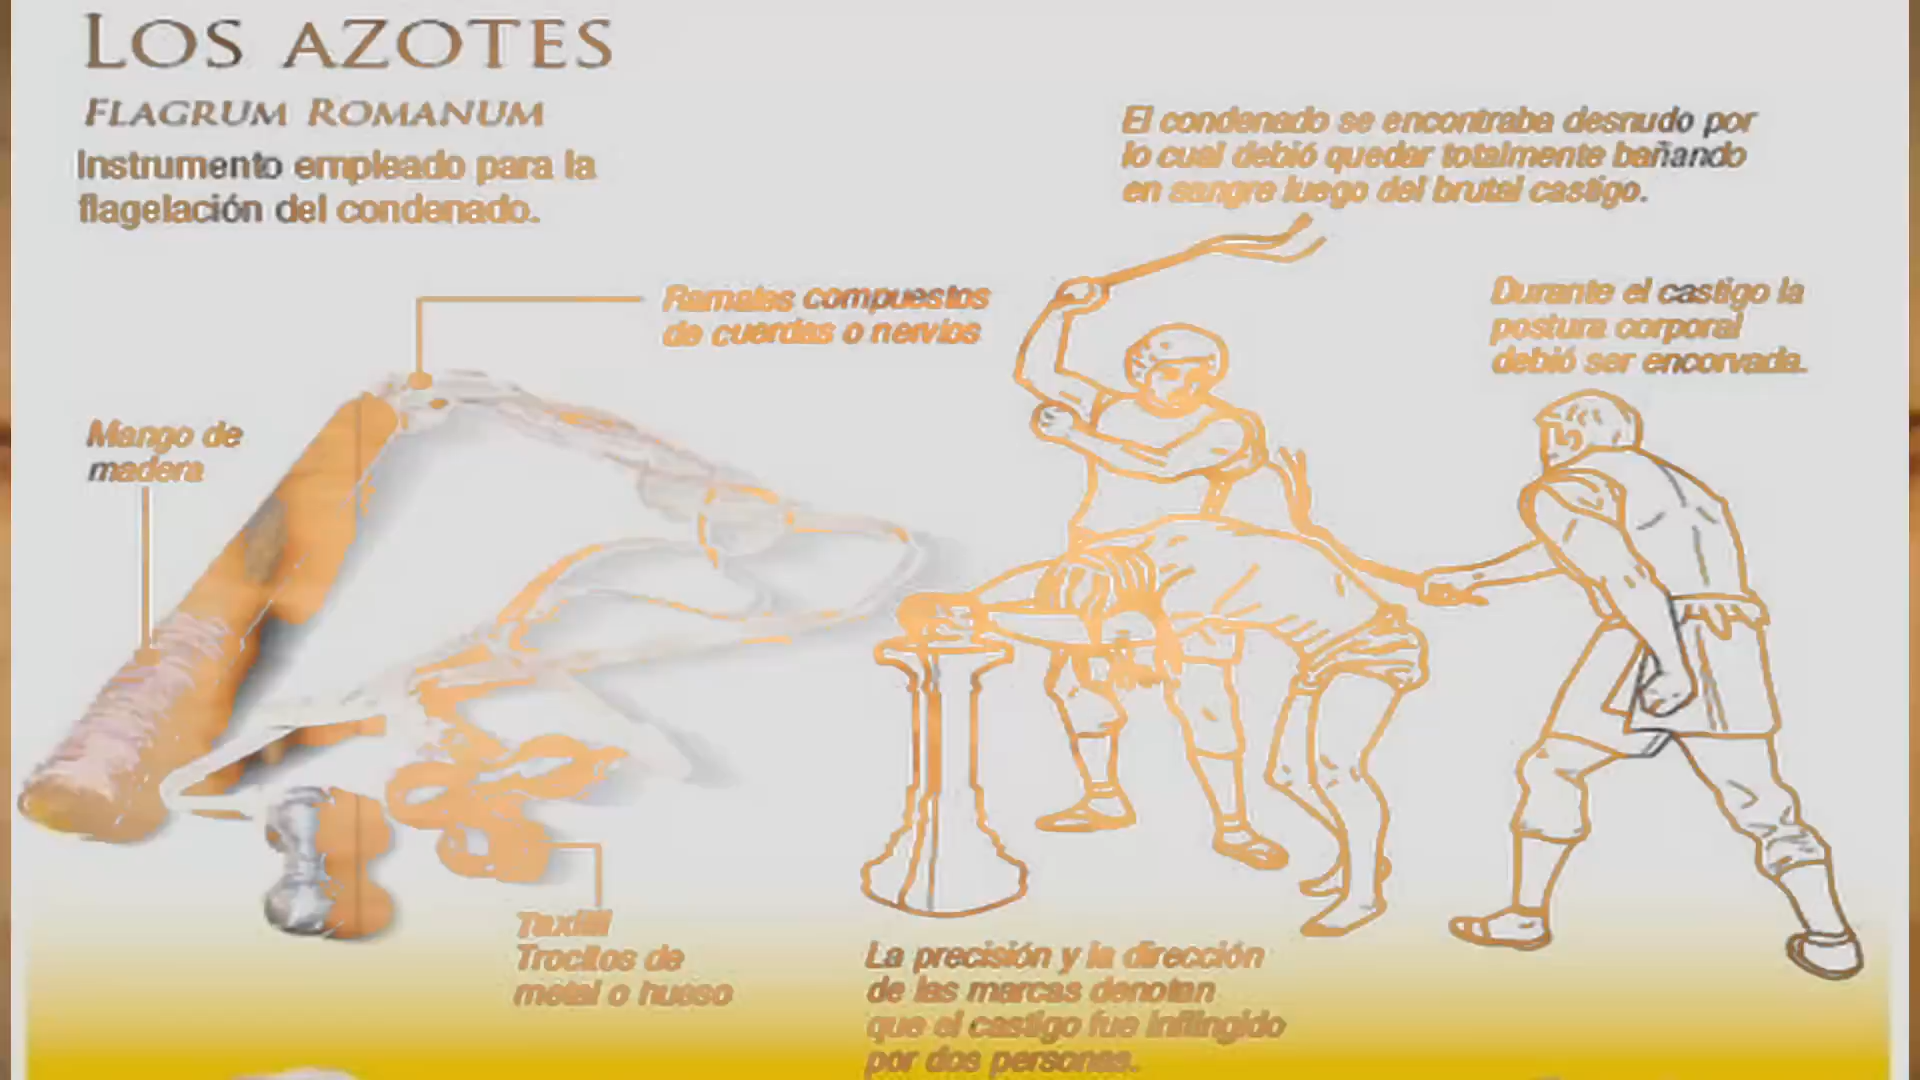 LOS AZOTES
FLAGRUM ROMANUM
Instrumento empleado para la
flagelación del condenado.
El condenado se encontraba desnudo por
lo cual debió quedar totalmente bañando
en sangre luego del brutal castigo.
Ramales compuestos
de cuerdas o nervios
Durante el castigo la
postura corporal
debió ser encorvada.
Mango de
madera
Trocitos de
metal o hueso
La precisión y la dirección
de las marcas denotan
que el castigo fue inflingido
por dos personas.